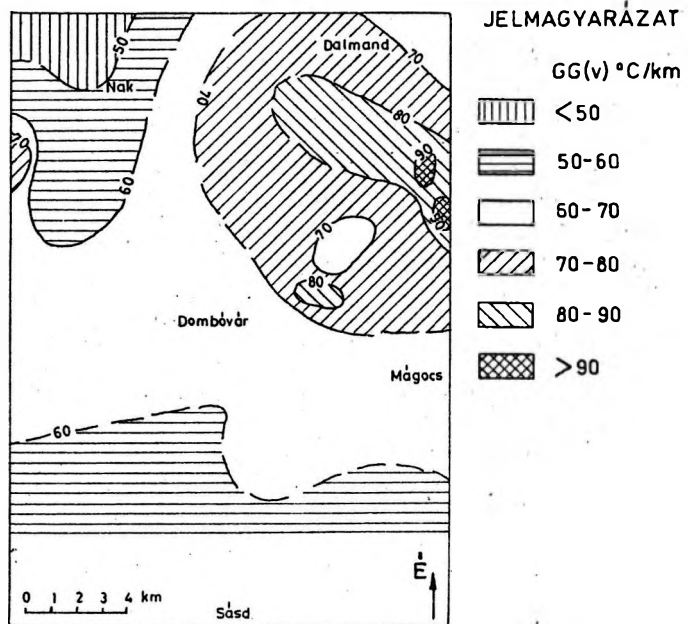 JELMAGYARÁZAT
GG(v) °C/km
<50
50-60
60-70
70-80
80-90
>90
50
Nak
Dalmand
70
70
80
90
60
70
80
Dombóvár
Mágocs
60
É
0 1 2 3 4 km
Sásd